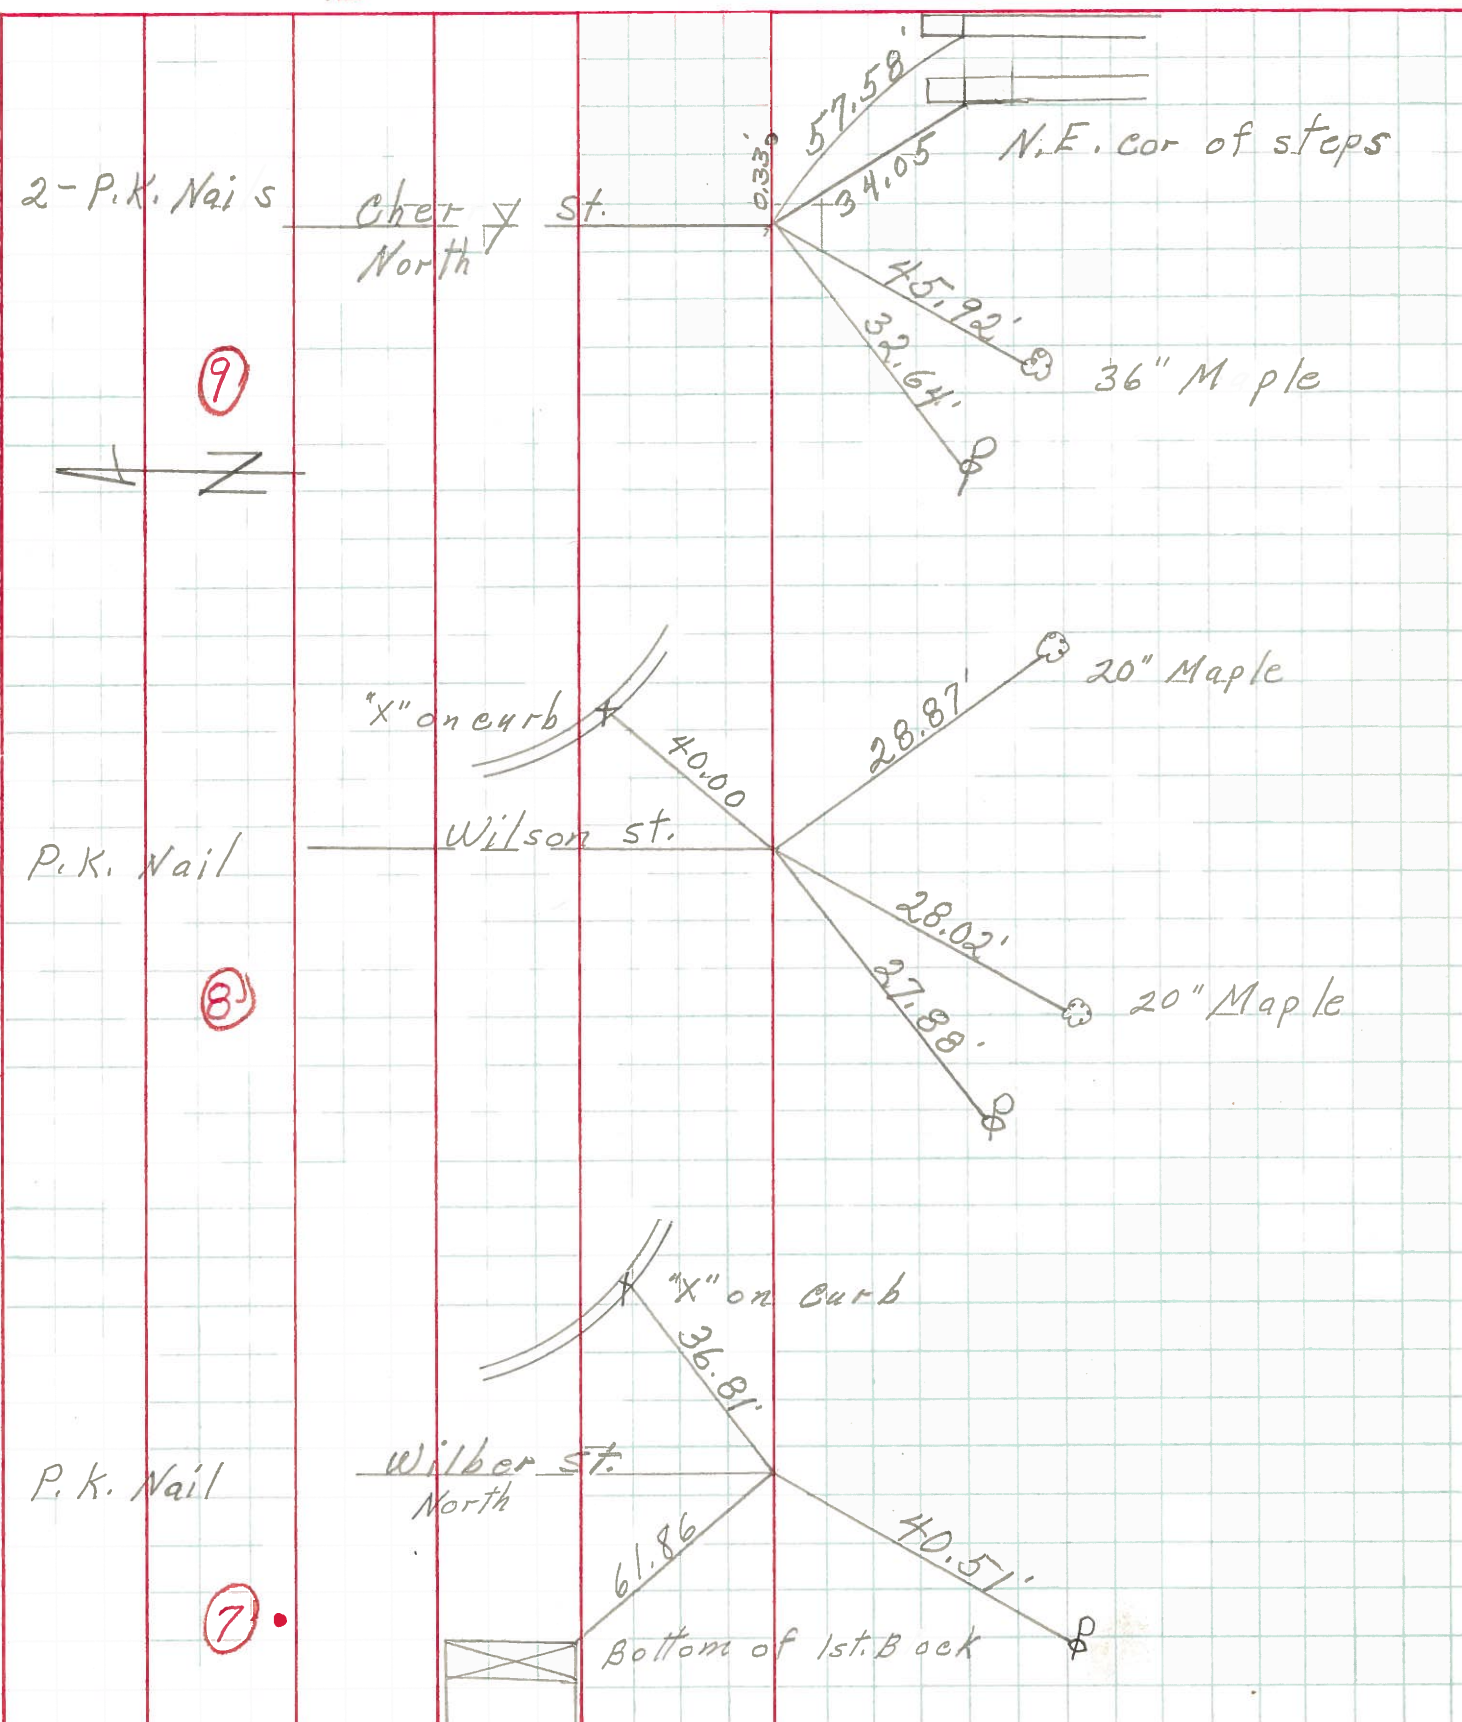 57.58'
0.33'
34.05
N.E. cor of steps
2-P.K. Nai s
Cher y St.
North
45.92'
36" M ple
32.64'
9
N
20" Maple
"X" on curb
28.87'
40.00
Wilson St.
P.K. Nail
28.02'
27.88'
20" Maple
8
"X" on curb
36.81'
Wilber St.
P.K. Nail
North
40.51'
61.86
7
Bottom of 1st. B ock